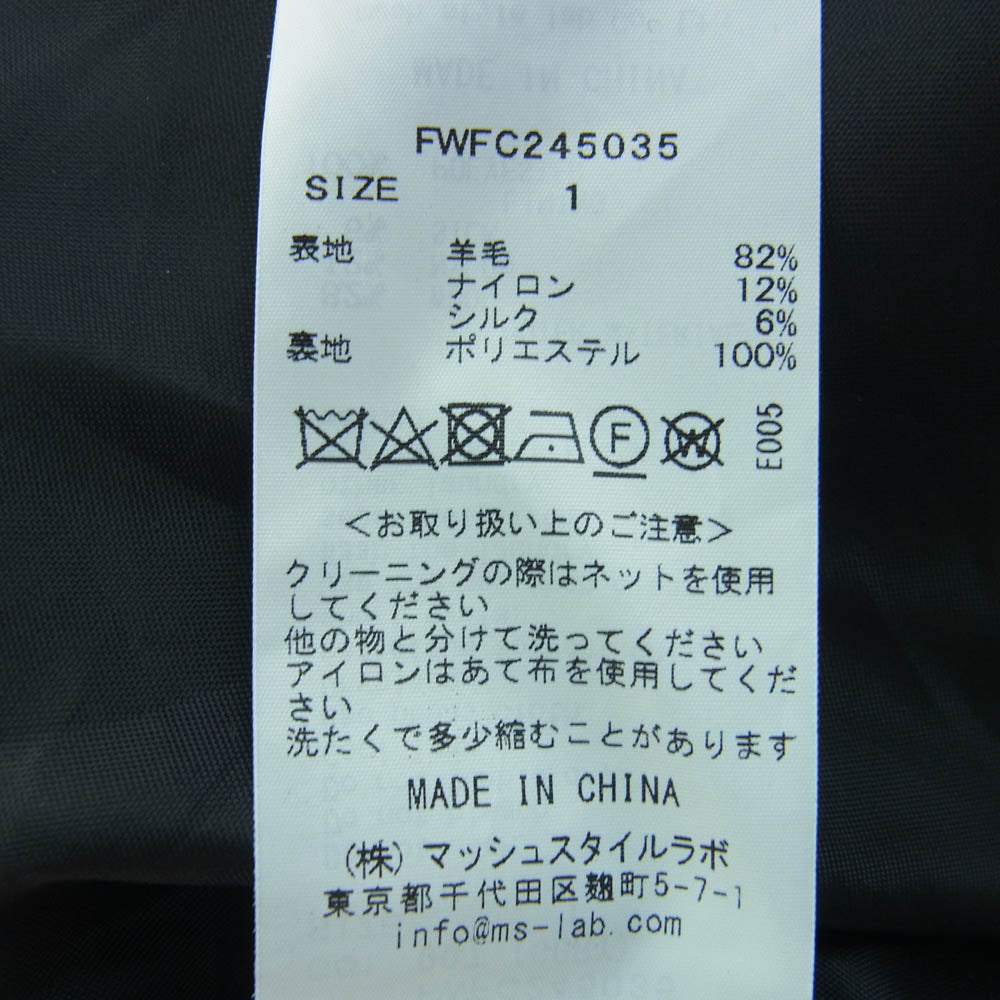 FWFC245035
SIZE 1
表地 羊毛 82%
ナイロン 12%
シルク 6%
裏地 ポリエステル 100%
F W E005
<お取り扱い上のご注意>
クリーニングの際はネットを使用
してください
他の物と分けて洗ってください
アイロンはあて布を使用してくだ
さい
洗たくで多少縮むことがあります
MADE IN CHINA
(株)マッシュスタイルラボ
東京都千代田区麹町5-7-1
info@ms-lab.com